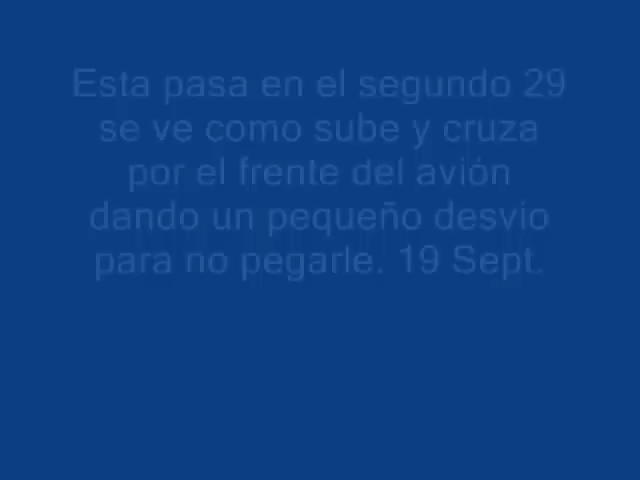 Esta pasa en el segundo 29
se ve como sube y cruza
por el frente del avión
dando un pequeño desvio
para no pegarle. 19 Sept.